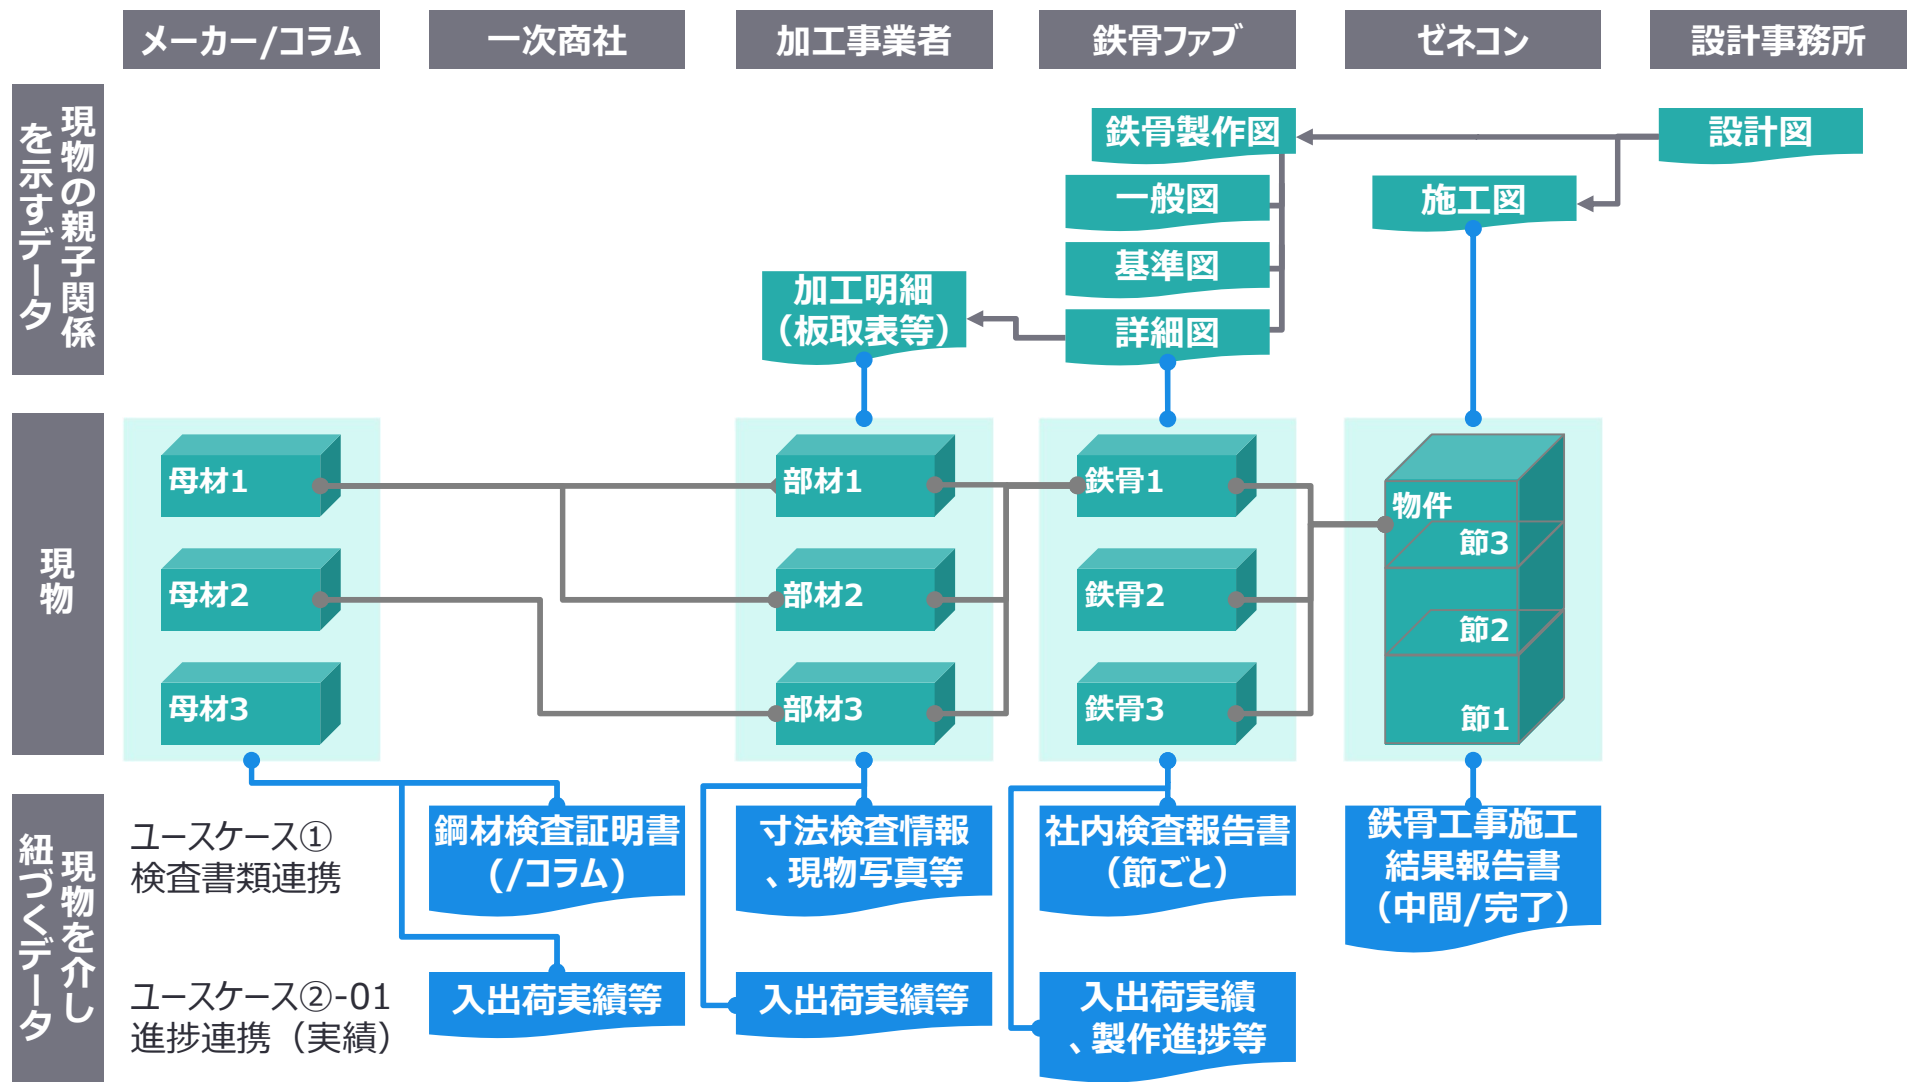 メーカー/コラム
一次商社
加工事業者
鉄骨ファブ
ゼネコン
設計事務所
現物の親子関係
を示すデータ
鉄骨製作図
設計図
一般図
施工図
基準図
加工明細
（板取表等）
詳細図
現物
母材1
部材1
鉄骨1
物件
節3
母材2
部材2
鉄骨2
節2
母材3
部材3
鉄骨3
節1
現物を介し
紐づくデータ
ユースケース①
検査書類連携
鋼材検査証明書
(/コラム)
寸法検査情報
、現物写真等
社内検査報告書
（節ごと）
鉄骨工事施工
結果報告書
（中間/完了）
ユースケース②-01
進捗連携（実績）
入出荷実績等
入出荷実績等
入出荷実績
、製作進捗等